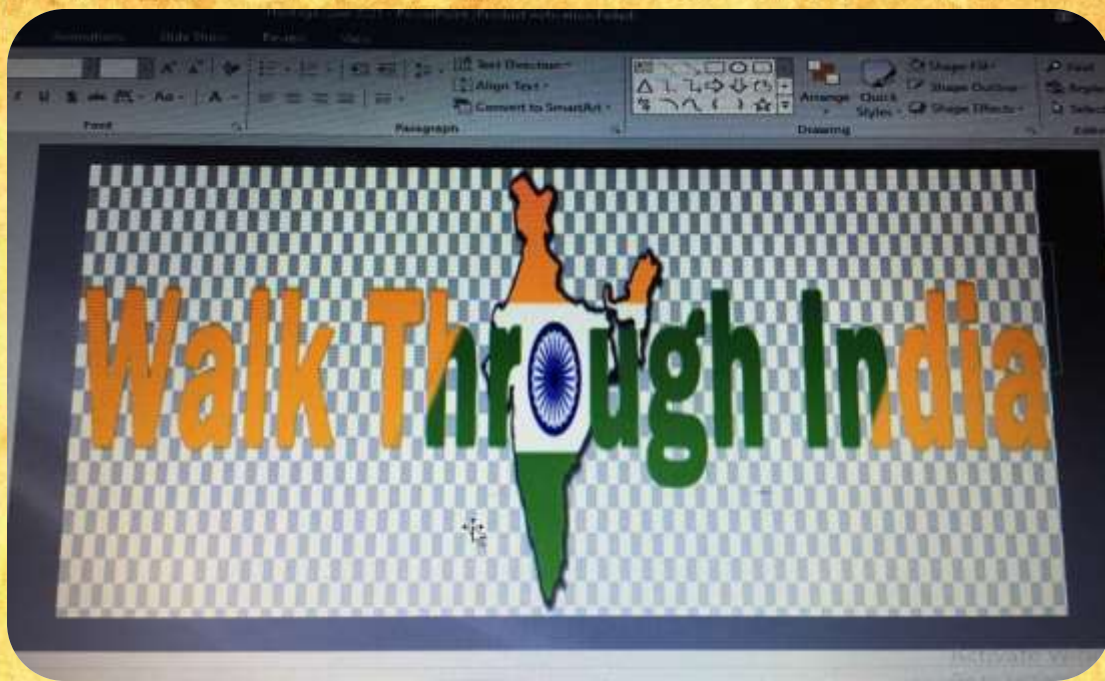 Animations Slide Show Review View
Text Direction
Align Text
Convert to SmartArt
Font
Paragraph
Arrange
Quick
Styles
Shape Fill
Shape Outline
Shape Effects
Drawing
Find
Walk Through India